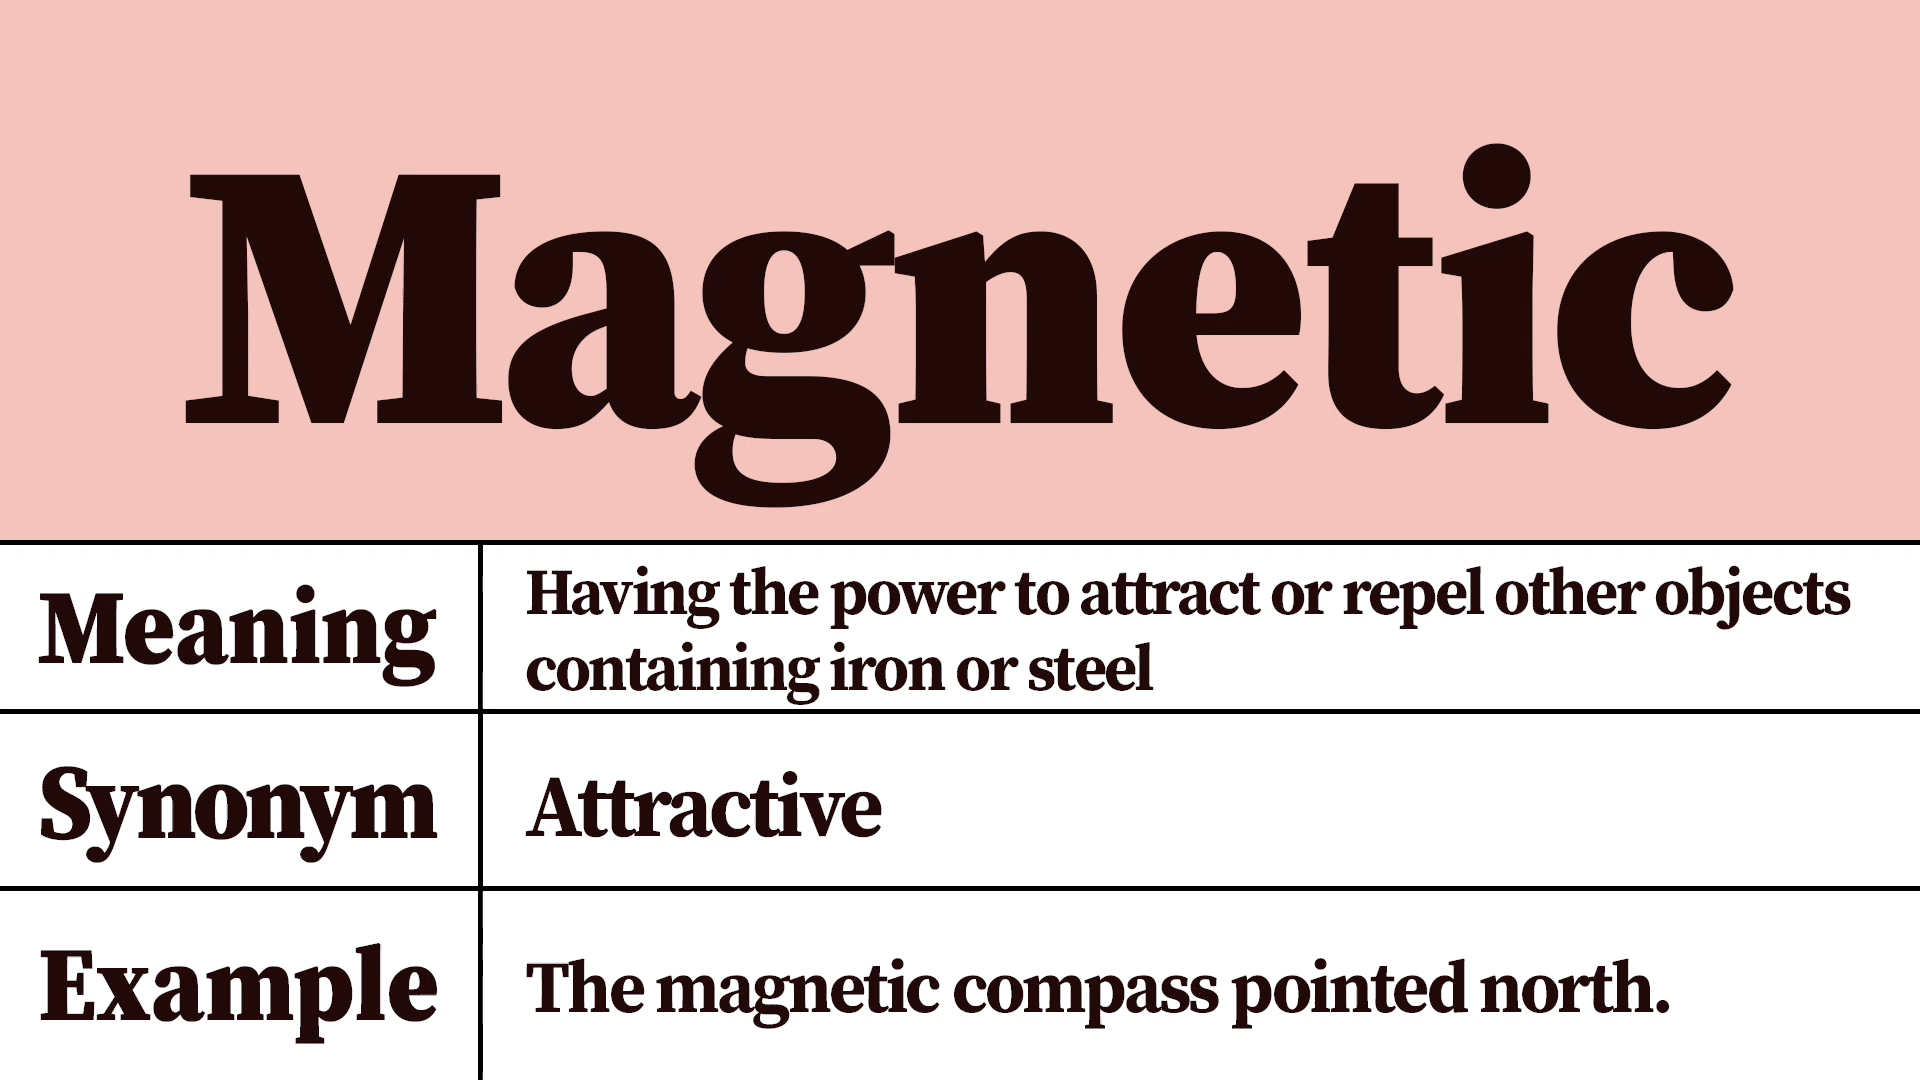 Magnetic
Meaning
Having the power to attract or repel other objects
containing iron or steel
Synonym
Attractive
Example
The magnetic compass pointed north.